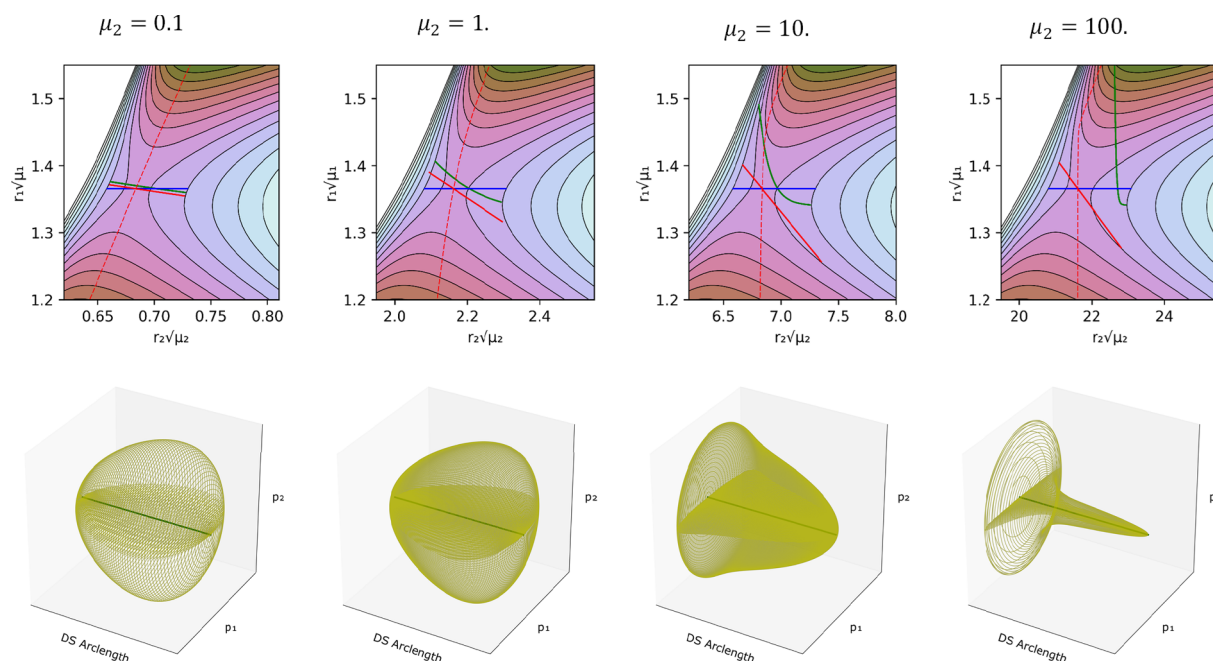 μ₂ = 0.1
μ₂ = 1.
μ₂ = 10.
μ₂ = 100.
1.5
1.4
1.3
1.2
r₁√μ₁
0.65 0.70 0.75 0.80
r₂√μ₂
1.5
1.4
1.3
1.2
r₁√μ₁
2.0 2.2 2.4
r₂√μ₂
1.5
1.4
1.3
1.2
r₁√μ₁
6.5 7.0 7.5 8.0
r₂√μ₂
1.5
1.4
1.3
1.2
r₁√μ₁
20 22 24
r₂√μ₂
p₂
p₁
DS Arclength
p₂
p₁
DS Arclength
p₂
p₁
DS Arclength
p₂
p₁
DS Arclength